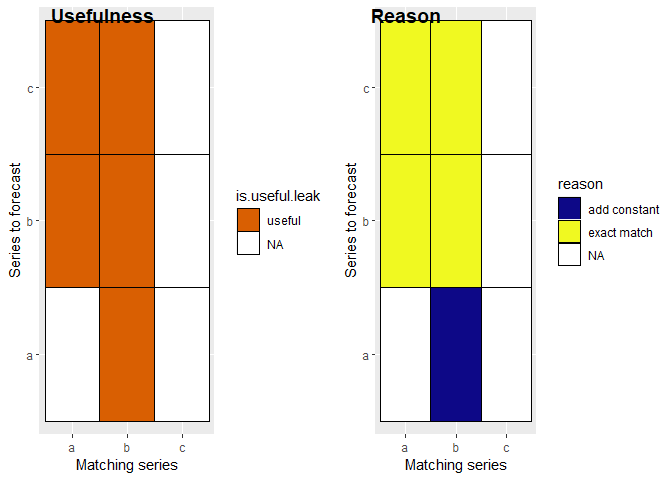 Usefulness
Series to forecast
c
b
a
a b c
Matching series
is.useful.leak
useful
NA
Reason
Series to forecast
c
b
a
a b c
Matching series
reason
add constant
exact match
NA